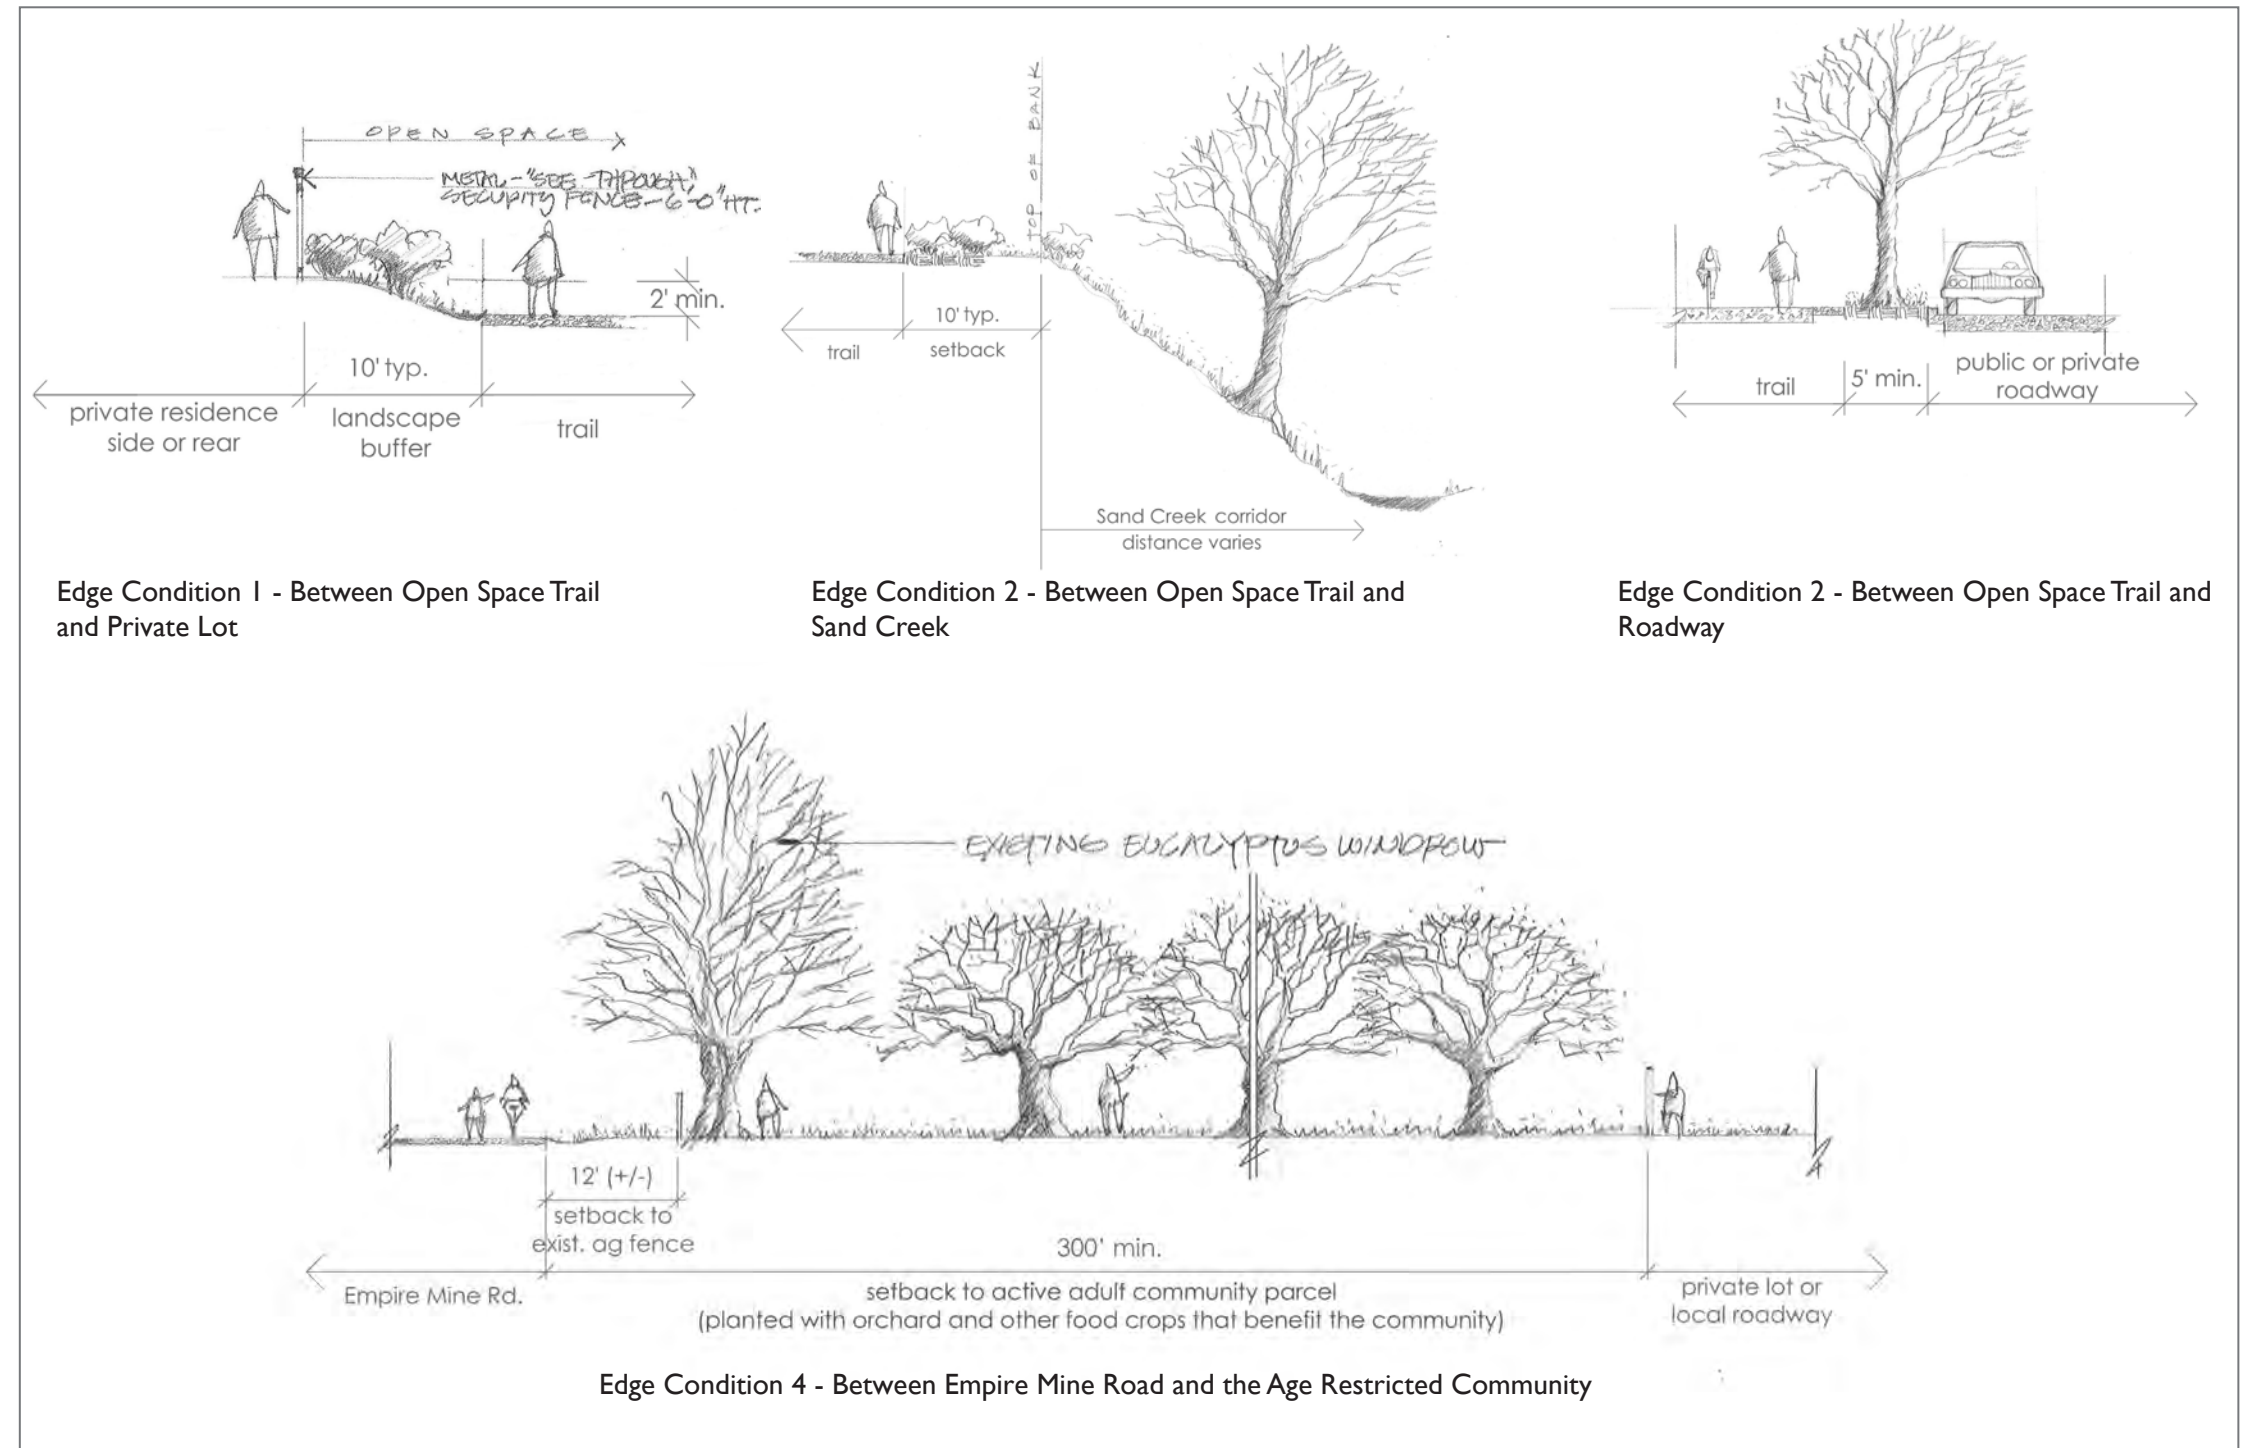 OPEN SPACE
METAL-"SEE-THROUGH"
SECURITY FENCE-6'-0" HT.
2' min.
10' typ.
private residence
side or rear
landscape
buffer
trail
Edge Condition 1 - Between Open Space Trail
and Private Lot
TOP OF BANK
10' typ.
trail
setback
Sand Creek corridor
distance varies
Edge Condition 2 - Between Open Space Trail and
Sand Creek
trail
5' min.
public or private
roadway
Edge Condition 2 - Between Open Space Trail and
Roadway
EXISTING EUCALYPTUS WINDROW
12' (+/-)
setback to
exist. ag fence
300' min.
Empire Mine Rd.
setback to active adult community parcel
(planted with orchard and other food crops that benefit the community)
private lot or
local roadway
Edge Condition 4 - Between Empire Mine Road and the Age Restricted Community